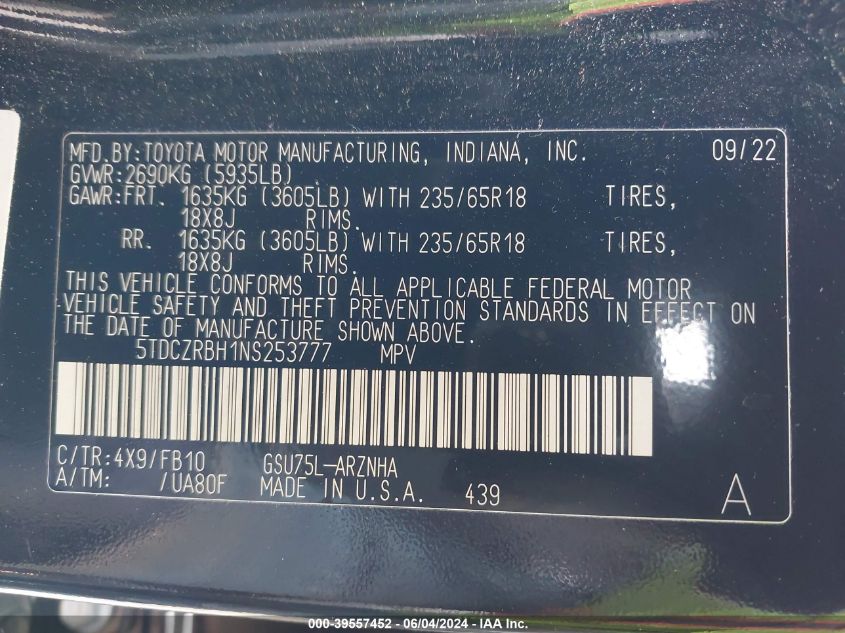 MFD.BY:TOYOTA MOTOR MANUFACTURING, INDIANA, INC. 09/22
GVWR:2690KG (5935LB)
GAWR:FRT. 1635KG (3605LB) WITH 235/65R18 TIRES,
18X8J RIMS.
RR. 1635KG (3605LB) WITH 235/65R18 TIRES,
18X8J RIMS.
THIS VEHICLE CONFORMS TO ALL APPLICABLE FEDERAL MOTOR
VEHICLE SAFETY AND THEFT PREVENTION STANDARDS IN EFFECT ON
THE DATE OF MANUFACTURE SHOWN ABOVE.
5TDCZRBH1NS253777 MPV
C/TR:4X9/FB10 GSU75L-ARZNHA
A/TM: /UA80F MADE IN U.S.A. 439 A
000-39557452 - 06/04/2024 - IAA Inc.